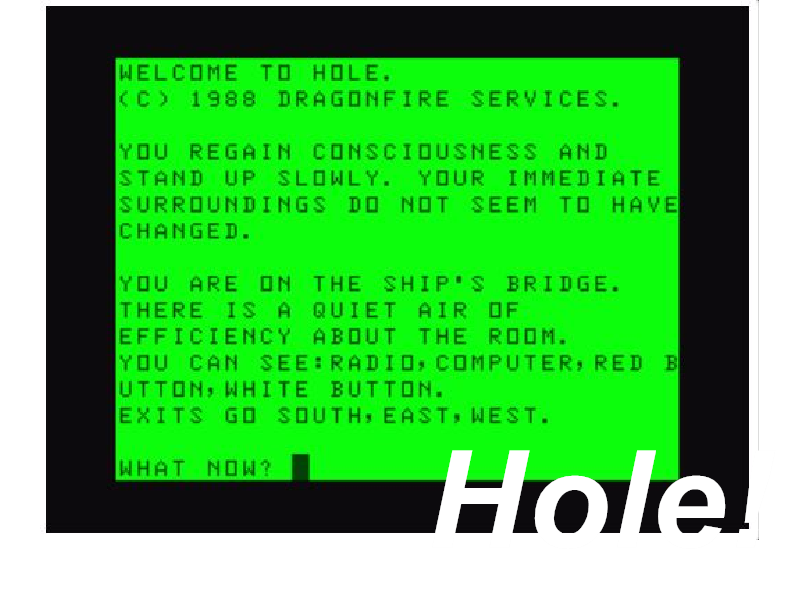 WELCOME TO HOLE.
(C) 1988 DRAGONFIRE SERVICES.
YOU REGAIN CONSCIOUSNESS AND
STAND UP SLOWLY. YOUR IMMEDIATE
SURROUNDINGS DO NOT SEEM TO HAVE
CHANGED.
YOU ARE ON THE SHIP'S BRIDGE.
THERE IS A QUIET AIR OF
EFFICIENCY ABOUT THE ROOM.
YOU CAN SEE:RADIO,COMPUTER,RED B
UTTON,WHITE BUTTON.
EXITS GO SOUTH,EAST,WEST.
WHAT NOW?
Hole!